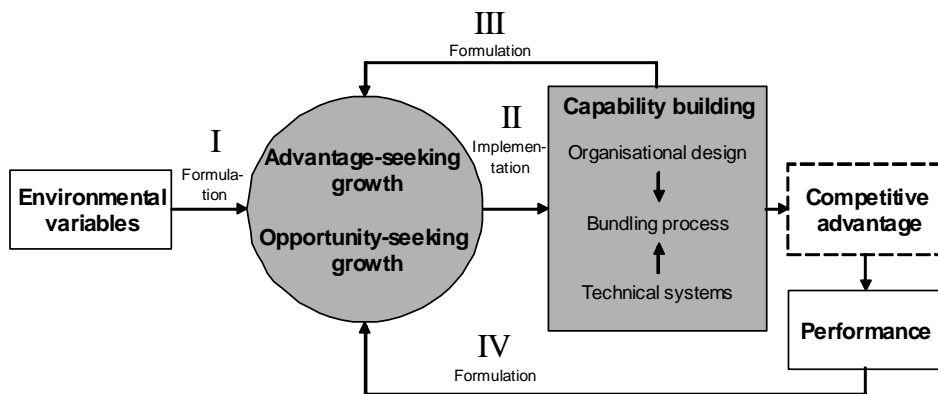 III
Formulation
I
Formula-
tion
Environmental
variables
Advantage-seeking
growth
Opportunity-seeking
growth
II
Implemen-
tation
Capability building
Organisational design
Bundling process
Technical systems
Competitive
advantage
Performance
IV
Formulation